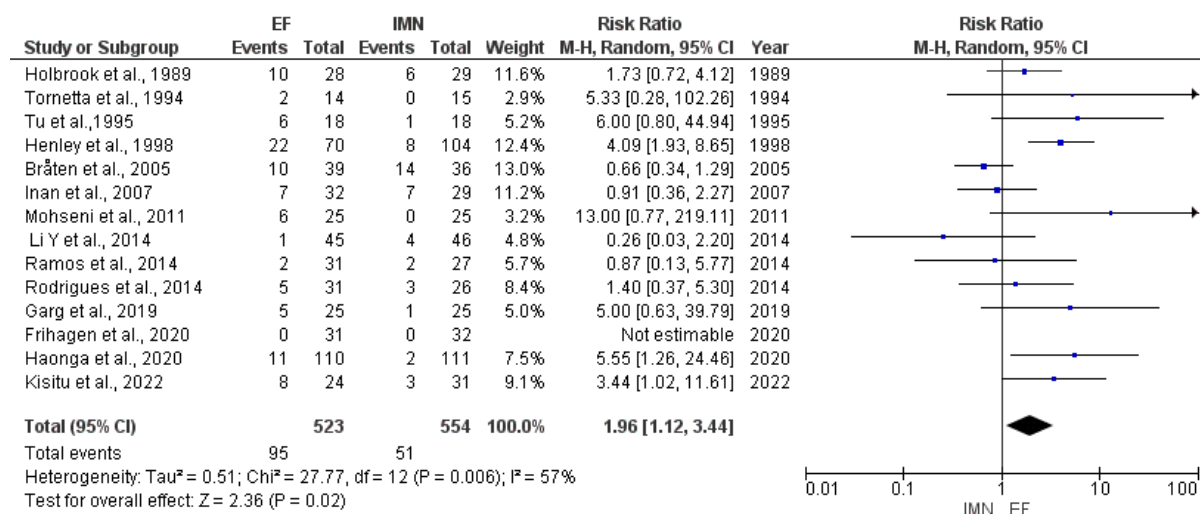 EF IMN Risk Ratio Risk Ratio
Study or Subgroup Events Total Events Total Weight M-H, Random, 95% CI Year M-H, Random, 95% CI
Holbrook et al., 1989 10 28 6 29 11.6% 1.73 [0.72, 4.12] 1989
Tornetta et al., 1994 2 14 0 15 2.9% 5.33 [0.28, 102.26] 1994
Tu et al.,1995 6 18 1 18 5.2% 6.00 [0.80, 44.94] 1995
Henley et al., 1998 22 70 8 104 12.4% 4.09 [1.93, 8.65] 1998
Bråten et al., 2005 10 39 14 36 13.0% 0.66 [0.34, 1.29] 2005
Inan et al., 2007 7 32 7 29 11.2% 0.91 [0.36, 2.27] 2007
Mohseni et al., 2011 6 25 0 25 3.2% 13.00 [0.77, 219.11] 2011
Li Y et al., 2014 1 45 4 46 4.8% 0.26 [0.03, 2.20] 2014
Ramos et al., 2014 2 31 2 27 5.7% 0.87 [0.13, 5.77] 2014
Rodrigues et al., 2014 5 31 3 26 8.4% 1.40 [0.37, 5.30] 2014
Garg et al., 2019 5 25 1 25 5.0% 5.00 [0.63, 39.79] 2019
Frihagen et al., 2020 0 31 0 32 Not estimable 2020
Haonga et al., 2020 11 110 2 111 7.5% 5.55 [1.26, 24.46] 2020
Kisitu et al., 2022 8 24 3 31 9.1% 3.44 [1.02, 11.61] 2022
Total (95% CI) 523 554 100.0% 1.96 [1.12, 3.44]
Total events 95 51
Heterogeneity: Tau² = 0.51; Chi² = 27.77, df = 12 (P = 0.006); I² = 57%
Test for overall effect: Z = 2.36 (P = 0.02)
0.01 0.1 1 10 100
IMN EF